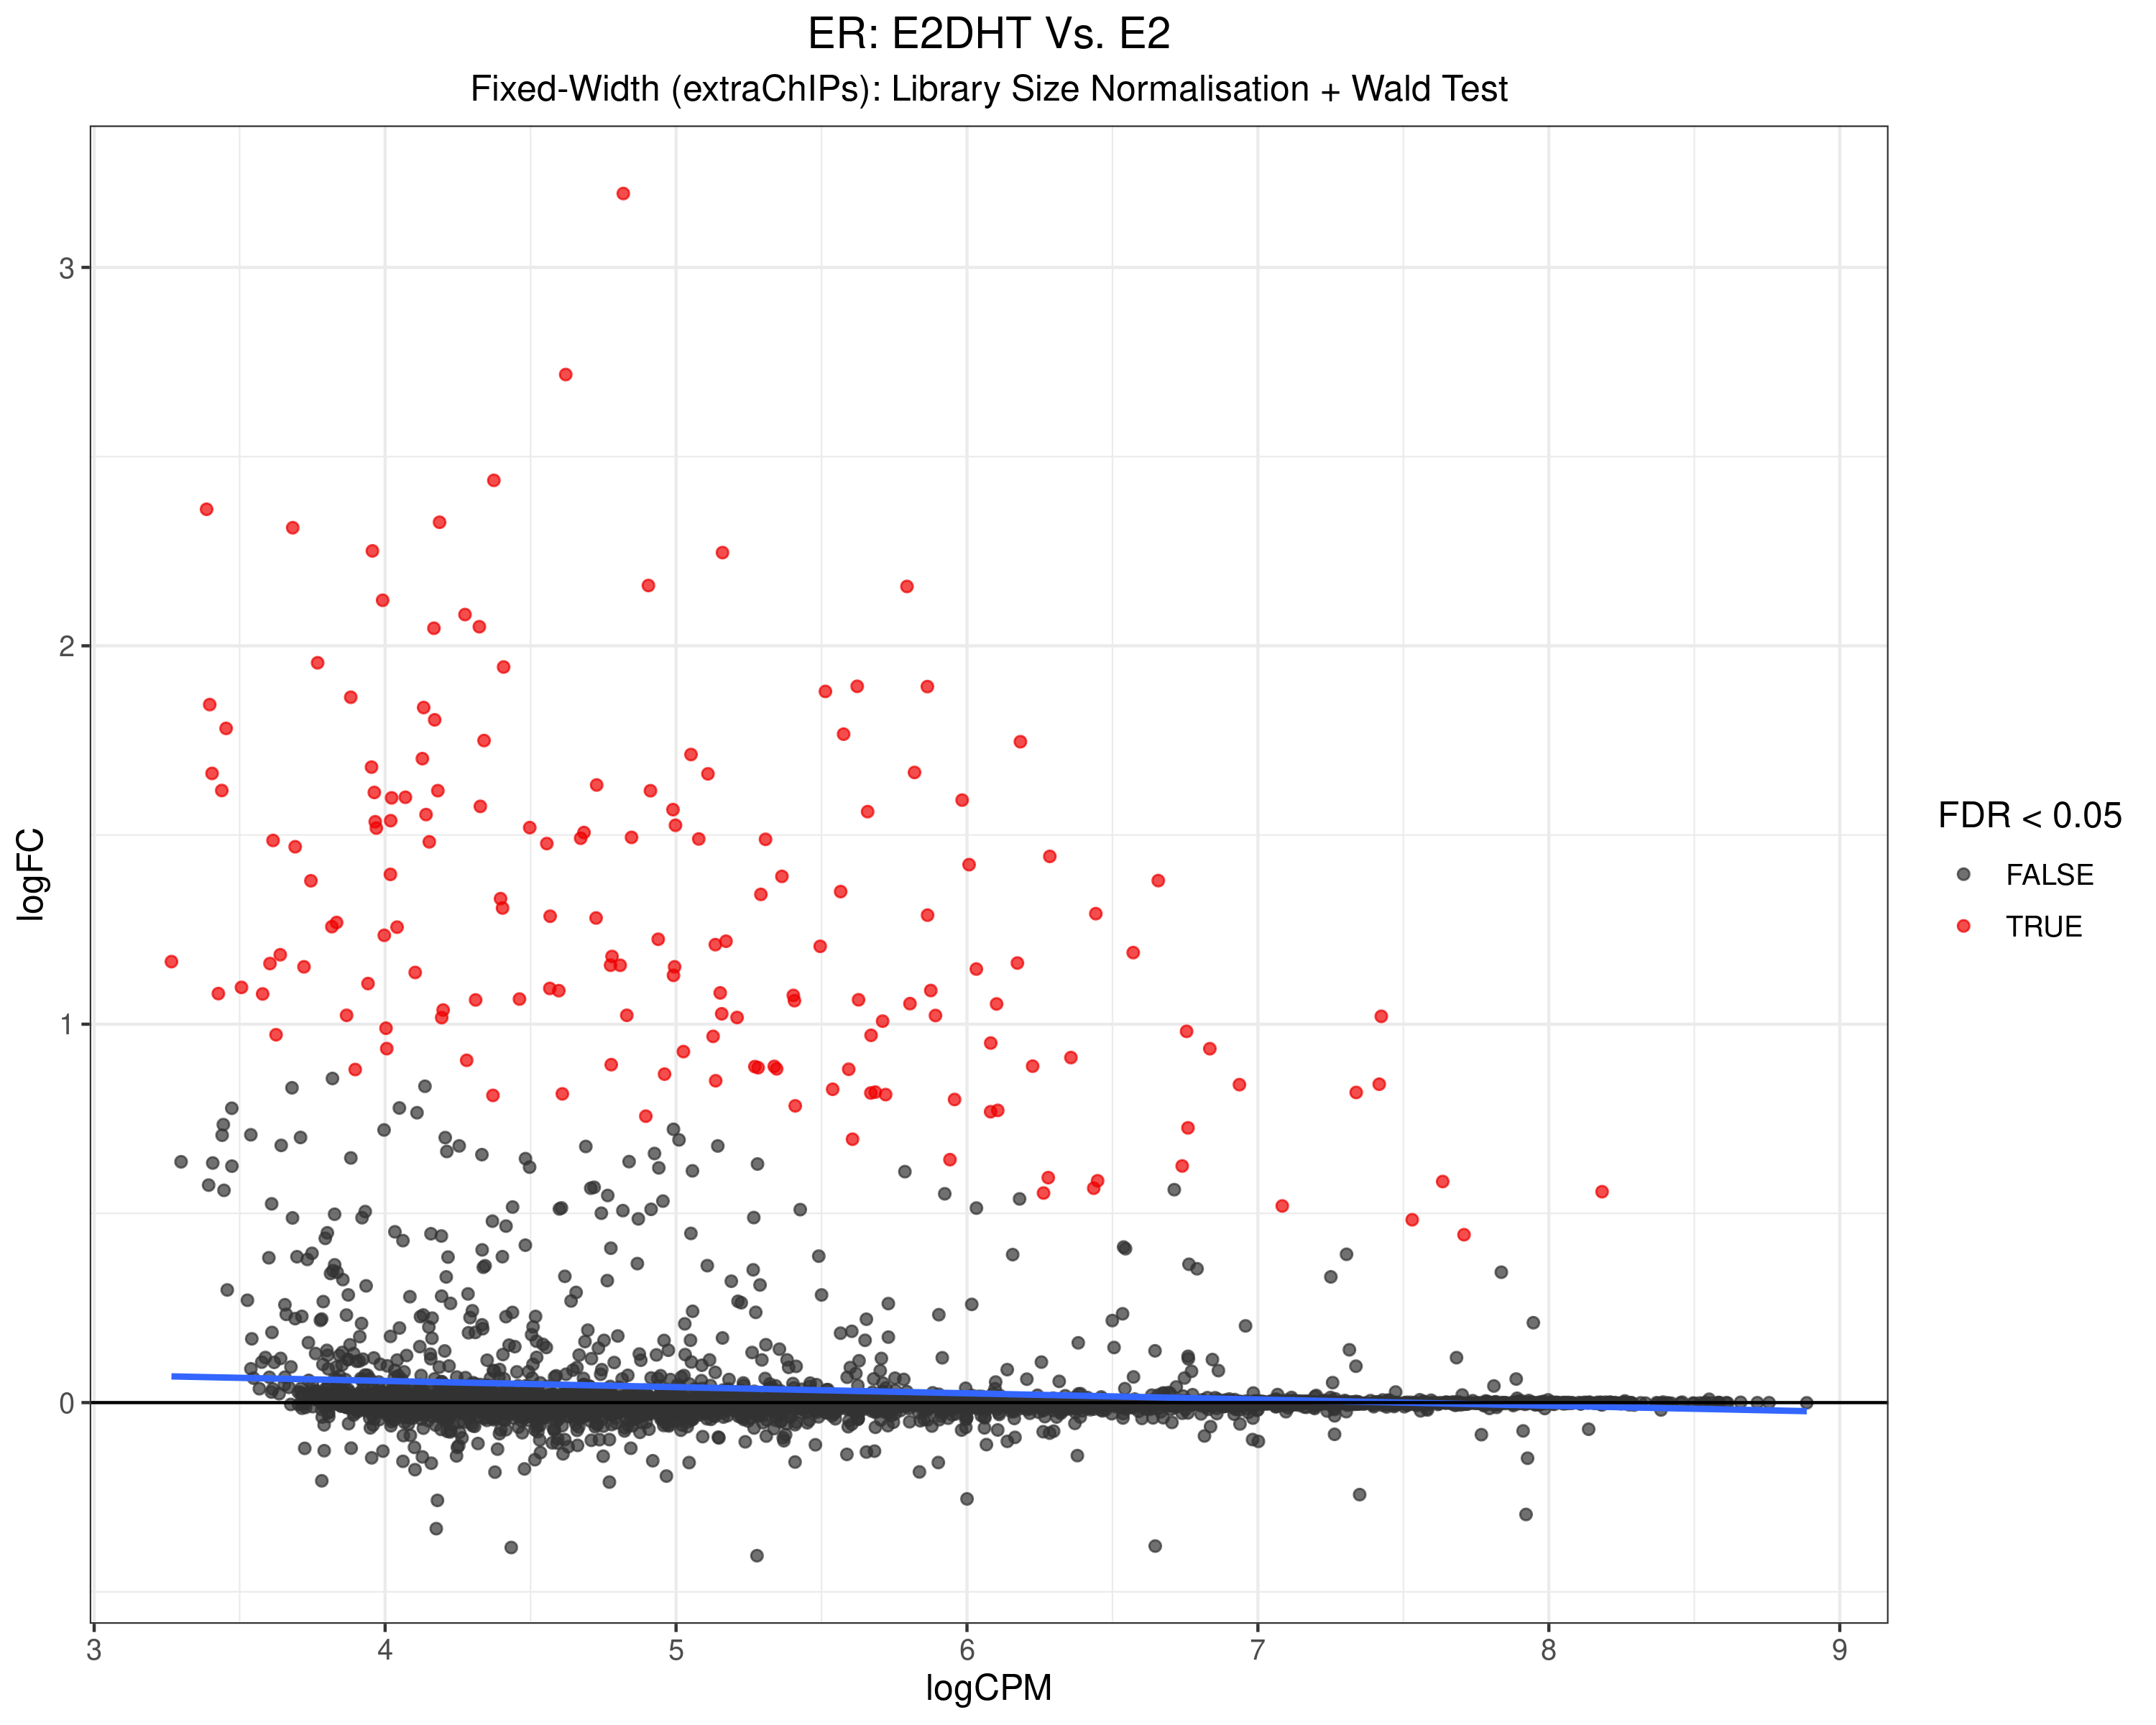 ER: E2DHT Vs. E2
Fixed-Width (extraChIPs): Library Size Normalisation + Wald Test
logFC
3
2
1
0
3 4 5 6 7 8 9
logCPM
FDR < 0.05
FALSE
TRUE